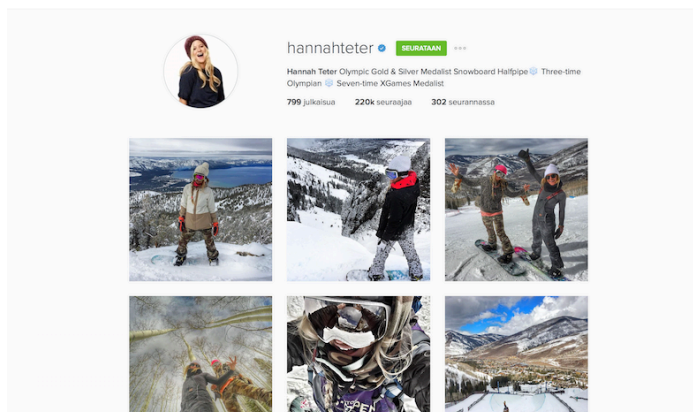 hannahteter SEURATAAN
Hannah Teter Olympic Gold & Silver Medalist Snowboard Halfpipe❄️ Three-time
Olympian ❄️ Seven-time XGames Medalist
799 julkaisua 220k seuraajaa 302 seurannassa
OPEN